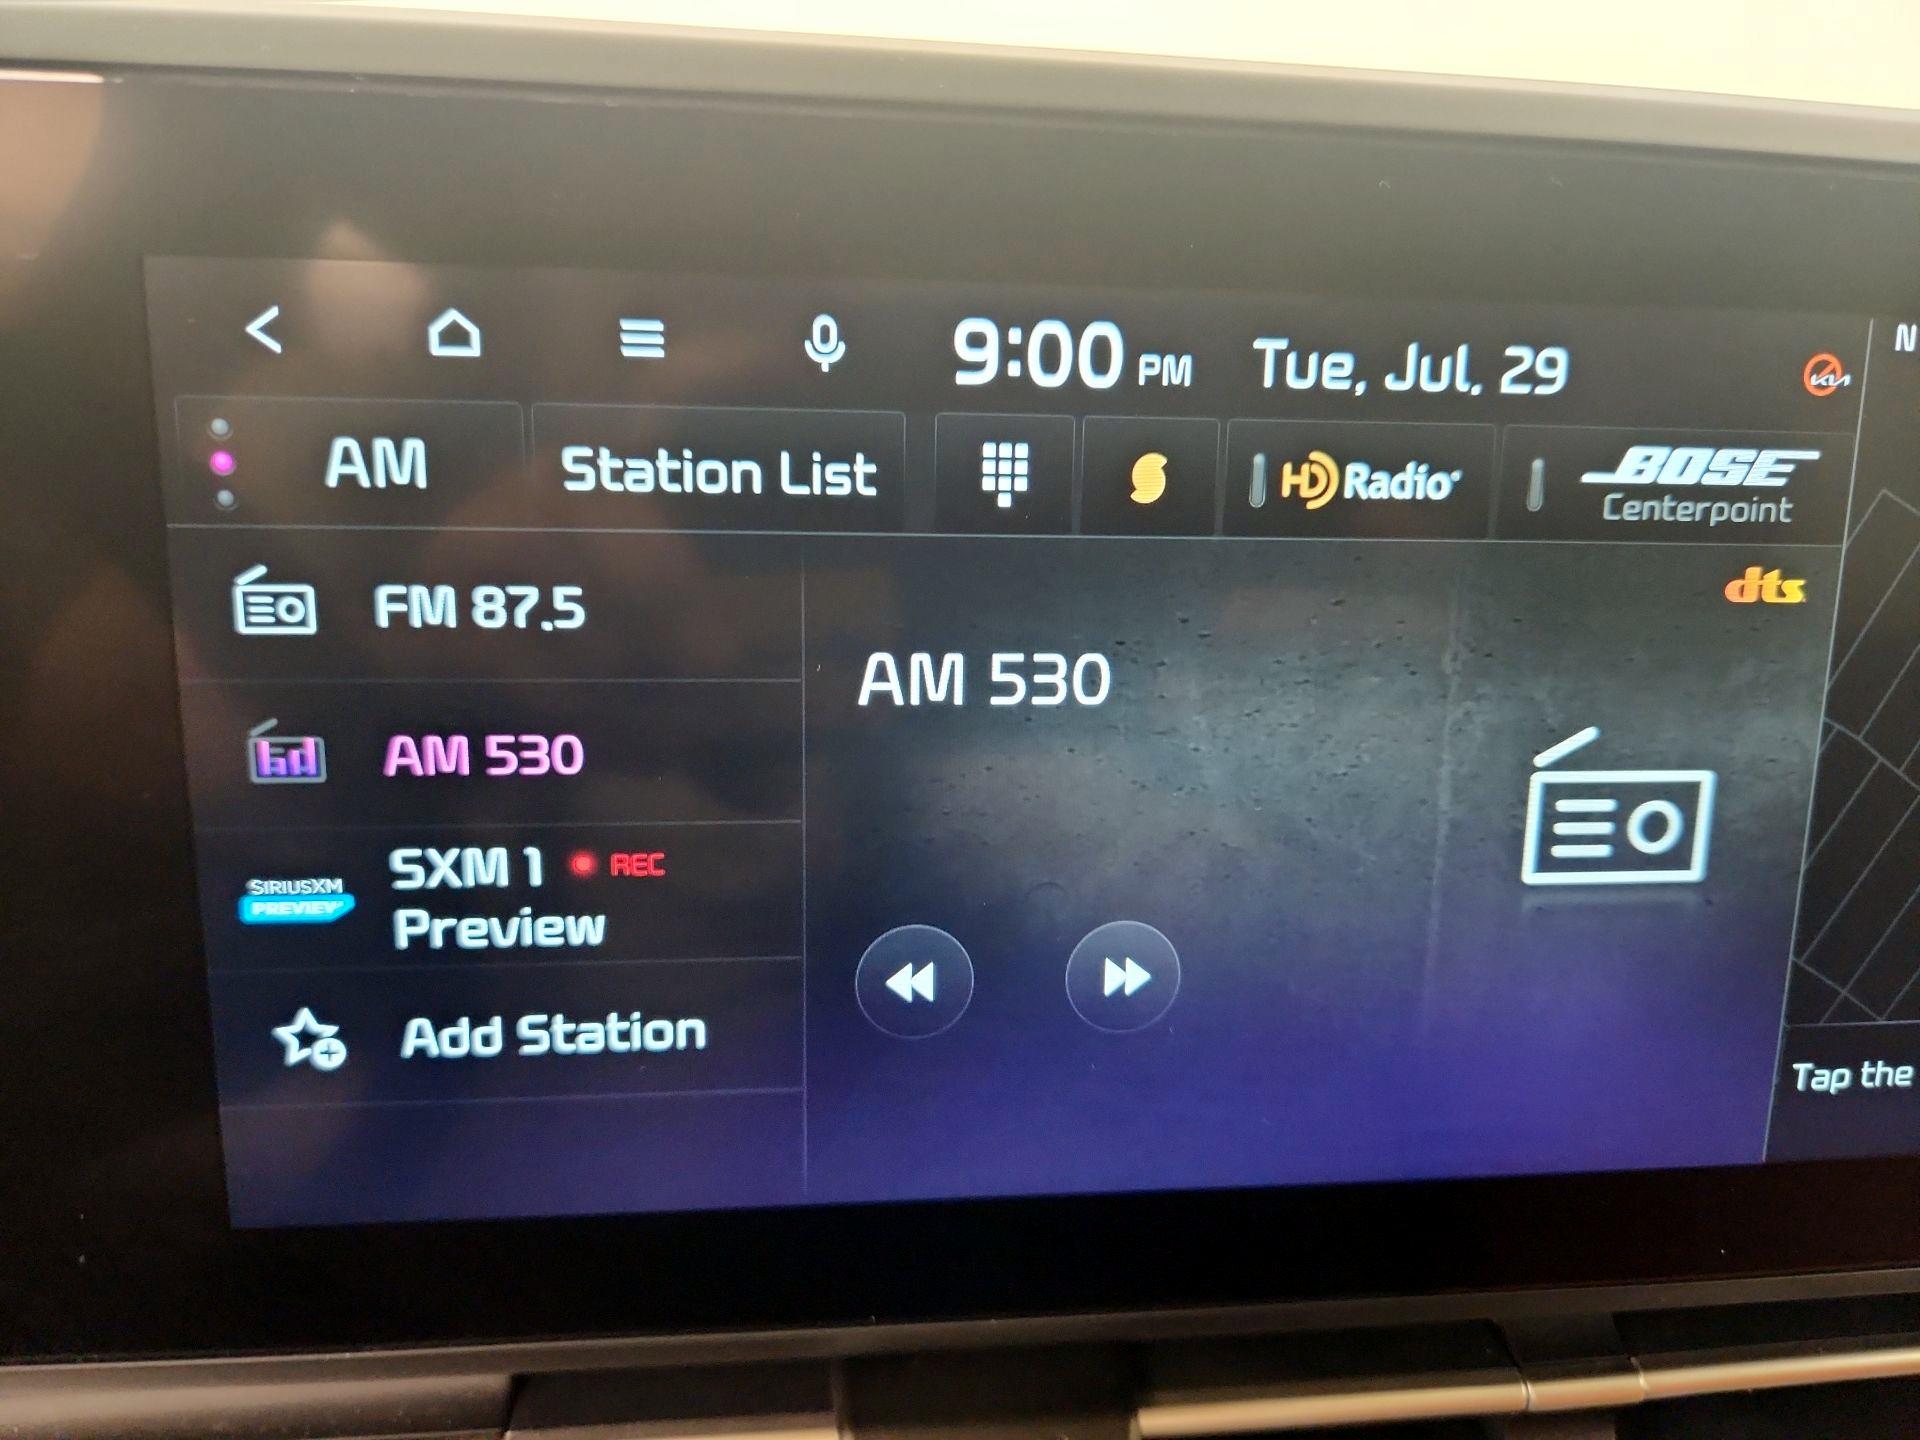 9:00 PM Tue, Jul. 29
N
AM Station List HD Radio BOSE
Centerpoint
dts
FM 87.5
AM 530
AM 530
SXM 1 REC
Preview
SIRIUSXM
PREVIEW
Add Station
Tap the